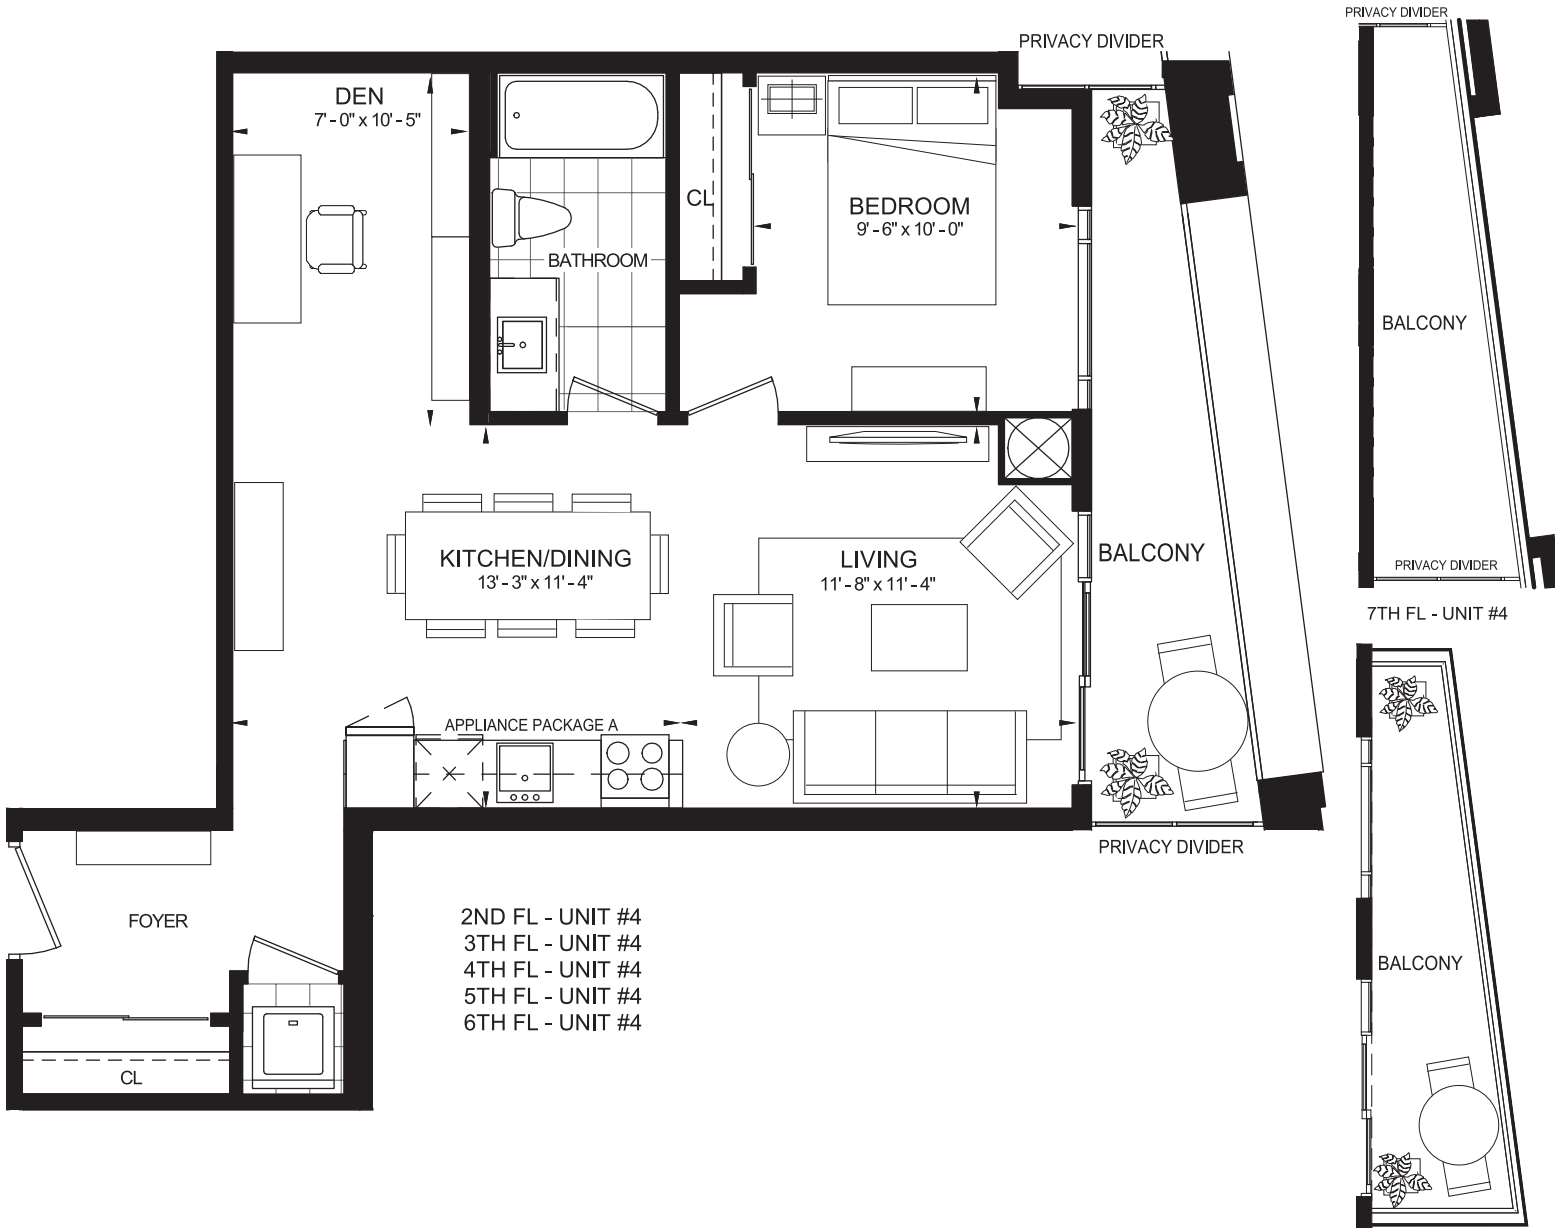 PRIVACY DIVIDER
DEN
7' - 0" x 10' - 5"
CL
BEDROOM
9' - 6" x 10' - 0"
BATHROOM
KITCHEN/DINING
13' - 3" x 11' - 4"
LIVING
11' - 8" x 11' - 4"
BALCONY
APPLIANCE PACKAGE A
PRIVACY DIVIDER
FOYER
CL
2ND FL - UNIT #4
3TH FL - UNIT #4
4TH FL - UNIT #4
5TH FL - UNIT #4
6TH FL - UNIT #4
PRIVACY DIVIDER
BALCONY
PRIVACY DIVIDER
7TH FL - UNIT #4
BALCONY